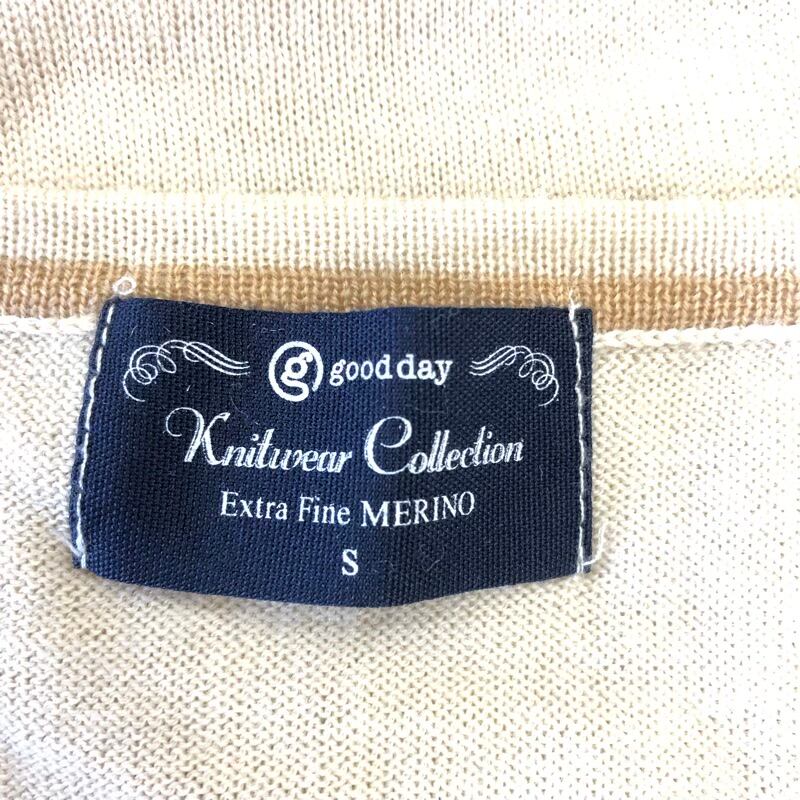 g good day
Knitwear Collection
Extra Fine MERINO
S